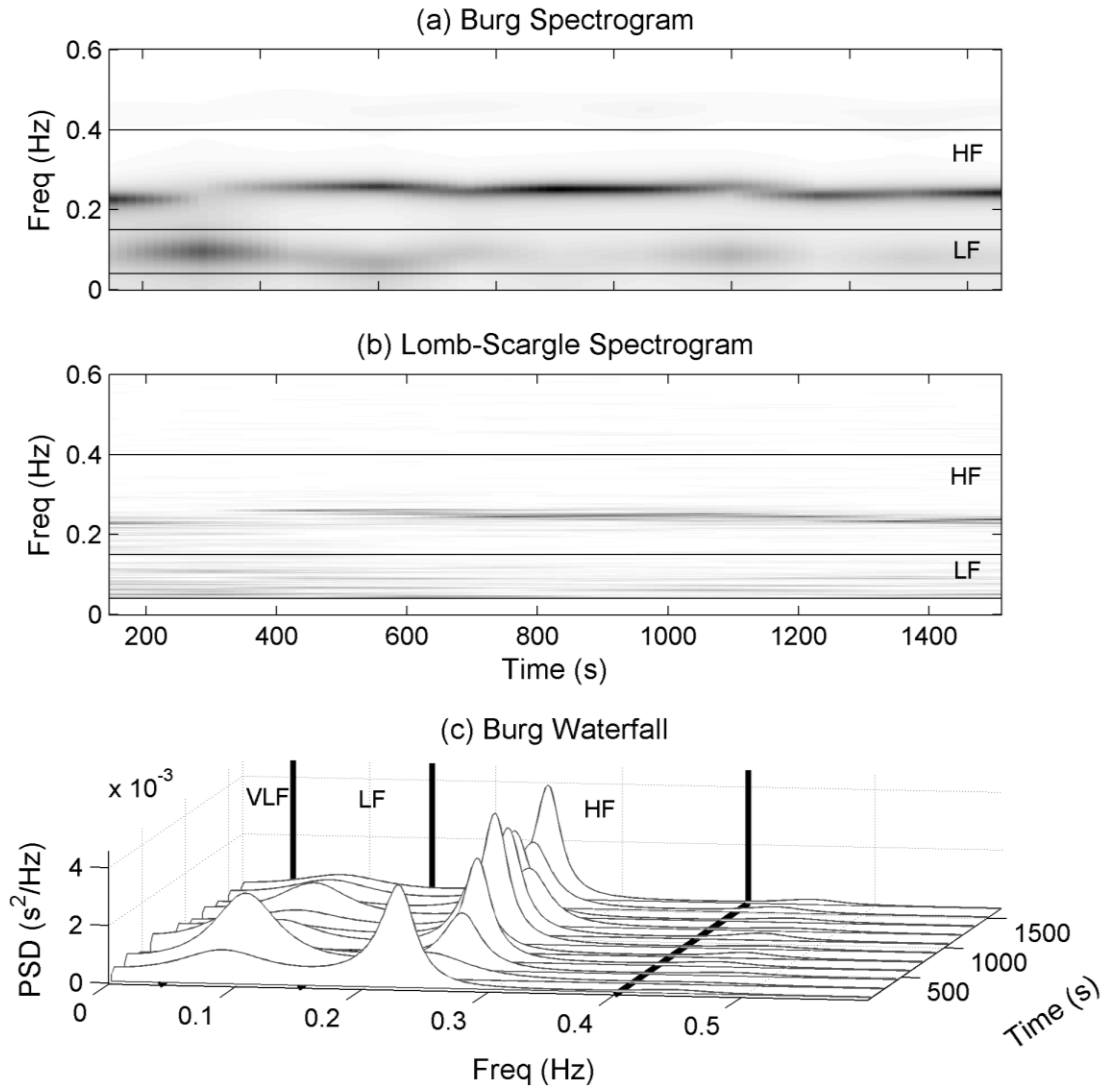 (a) Burg Spectrogram
0.6
0.4
0.2
0
Freq (Hz)
HF
LF
(b) Lomb-Scargle Spectrogram
0.6
0.4
0.2
0
Freq (Hz)
HF
LF
200 400 600 800 1000 1200 1400
Time (s)
(c) Burg Waterfall
x 10⁻³
VLF
LF
HF
4
2
0
PSD (s²/Hz)
0 0.1 0.2 0.3 0.4 0.5
Freq (Hz)
500
1000
1500
Time (s)